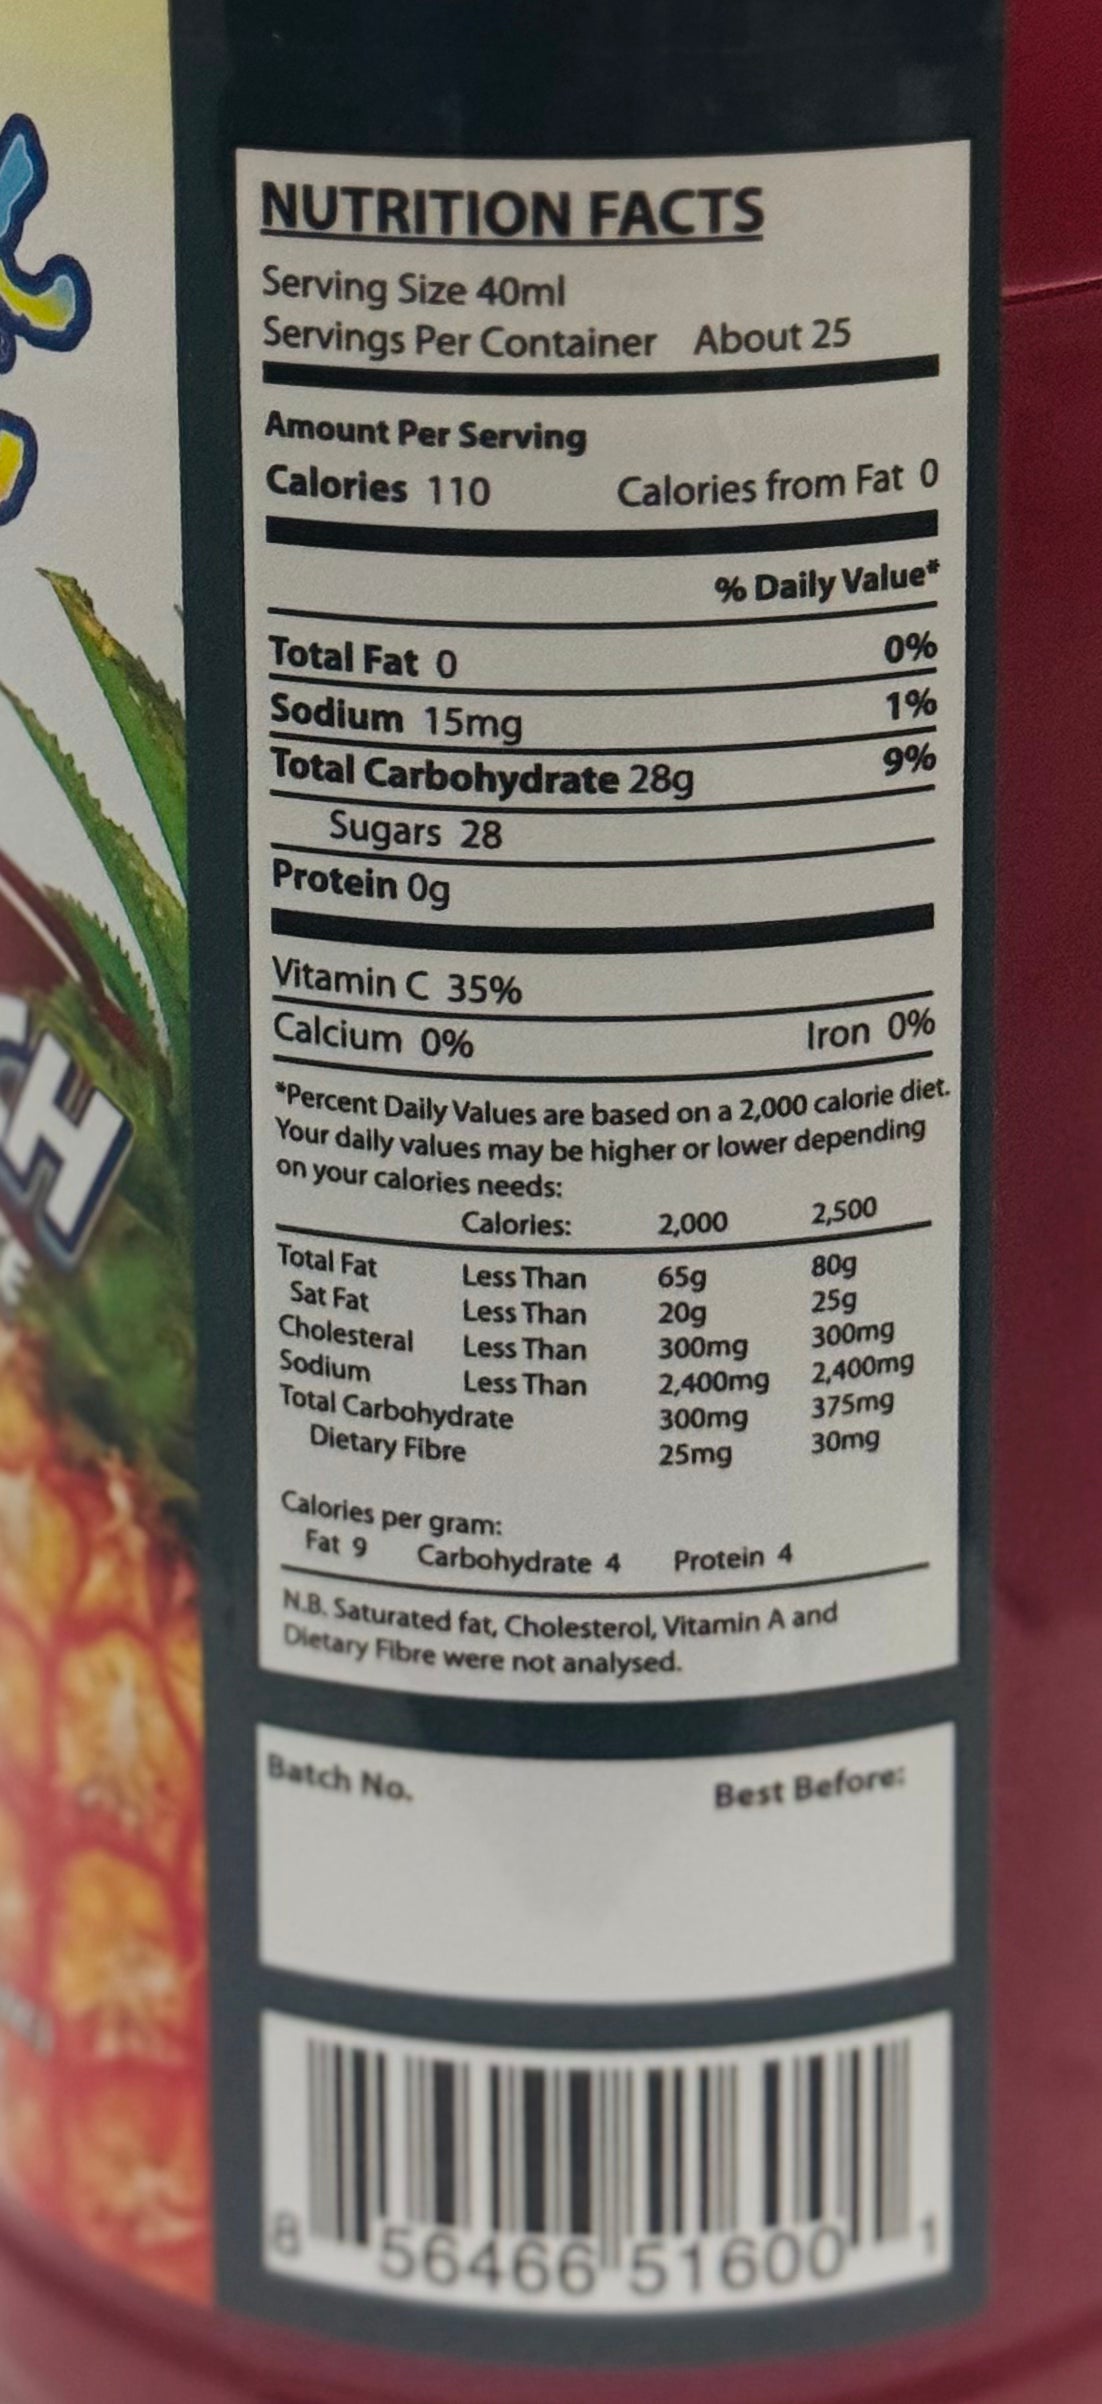 NUTRITION FACTS
Serving Size 40ml
Servings Per Container About 25
Amount Per Serving
Calories 110 Calories from Fat 0
% Daily Value*
Total Fat 0 0%
Sodium 15mg 1%
Total Carbohydrate 28g 9%
Sugars 28
Protein 0g
Vitamin C 35%
Calcium 0% Iron 0%
*Percent Daily Values are based on a 2,000 calorie diet.
Your daily values may be higher or lower depending
on your calories needs:
Calories: 2,000 2,500
Total Fat Less Than 65g 80g
Sat Fat Less Than 20g 25g
Cholesteral Less Than 300mg 300mg
Sodium Less Than 2,400mg 2,400mg
Total Carbohydrate 300mg 375mg
Dietary Fibre 25mg 30mg
Calories per gram:
Fat 9 Carbohydrate 4 Protein 4
N.B. Saturated fat, Cholesterol, Vitamin A and
Dietary Fibre were not analysed.
Batch No. Best Before:
8 56466 51600 1